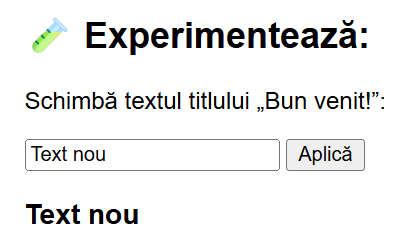 Experimentează:
Schimbă textul titlului „Bun venit!”:
Text nou Aplică
Text nou